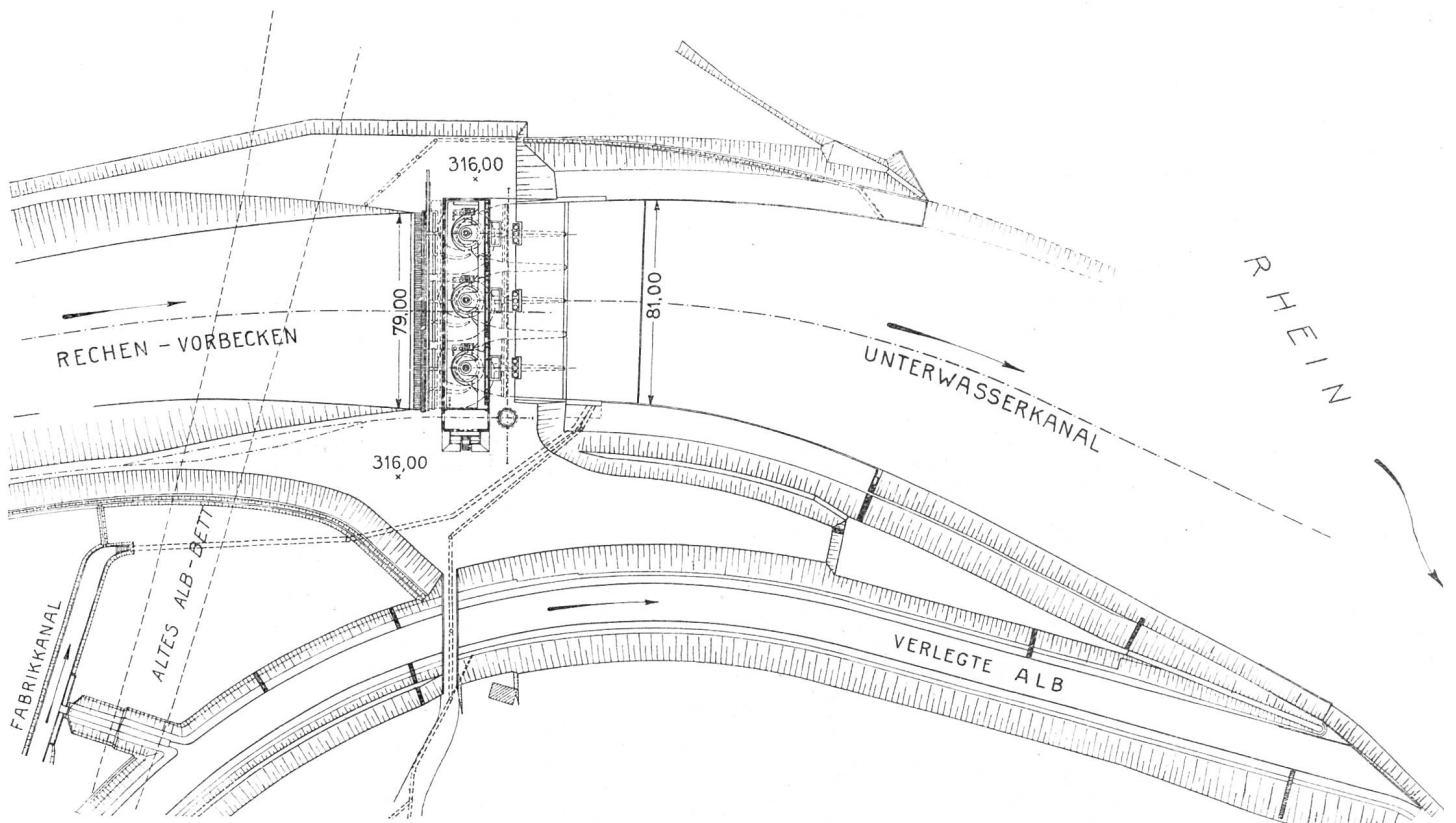 316,00
RHEIN
79,00
81,00
RECHEN – VORBECKEN
UNTERWASSERKANAL
316,00
ALTES ALB-BETT
FABRIKKANAL
VERLEGTE ALB